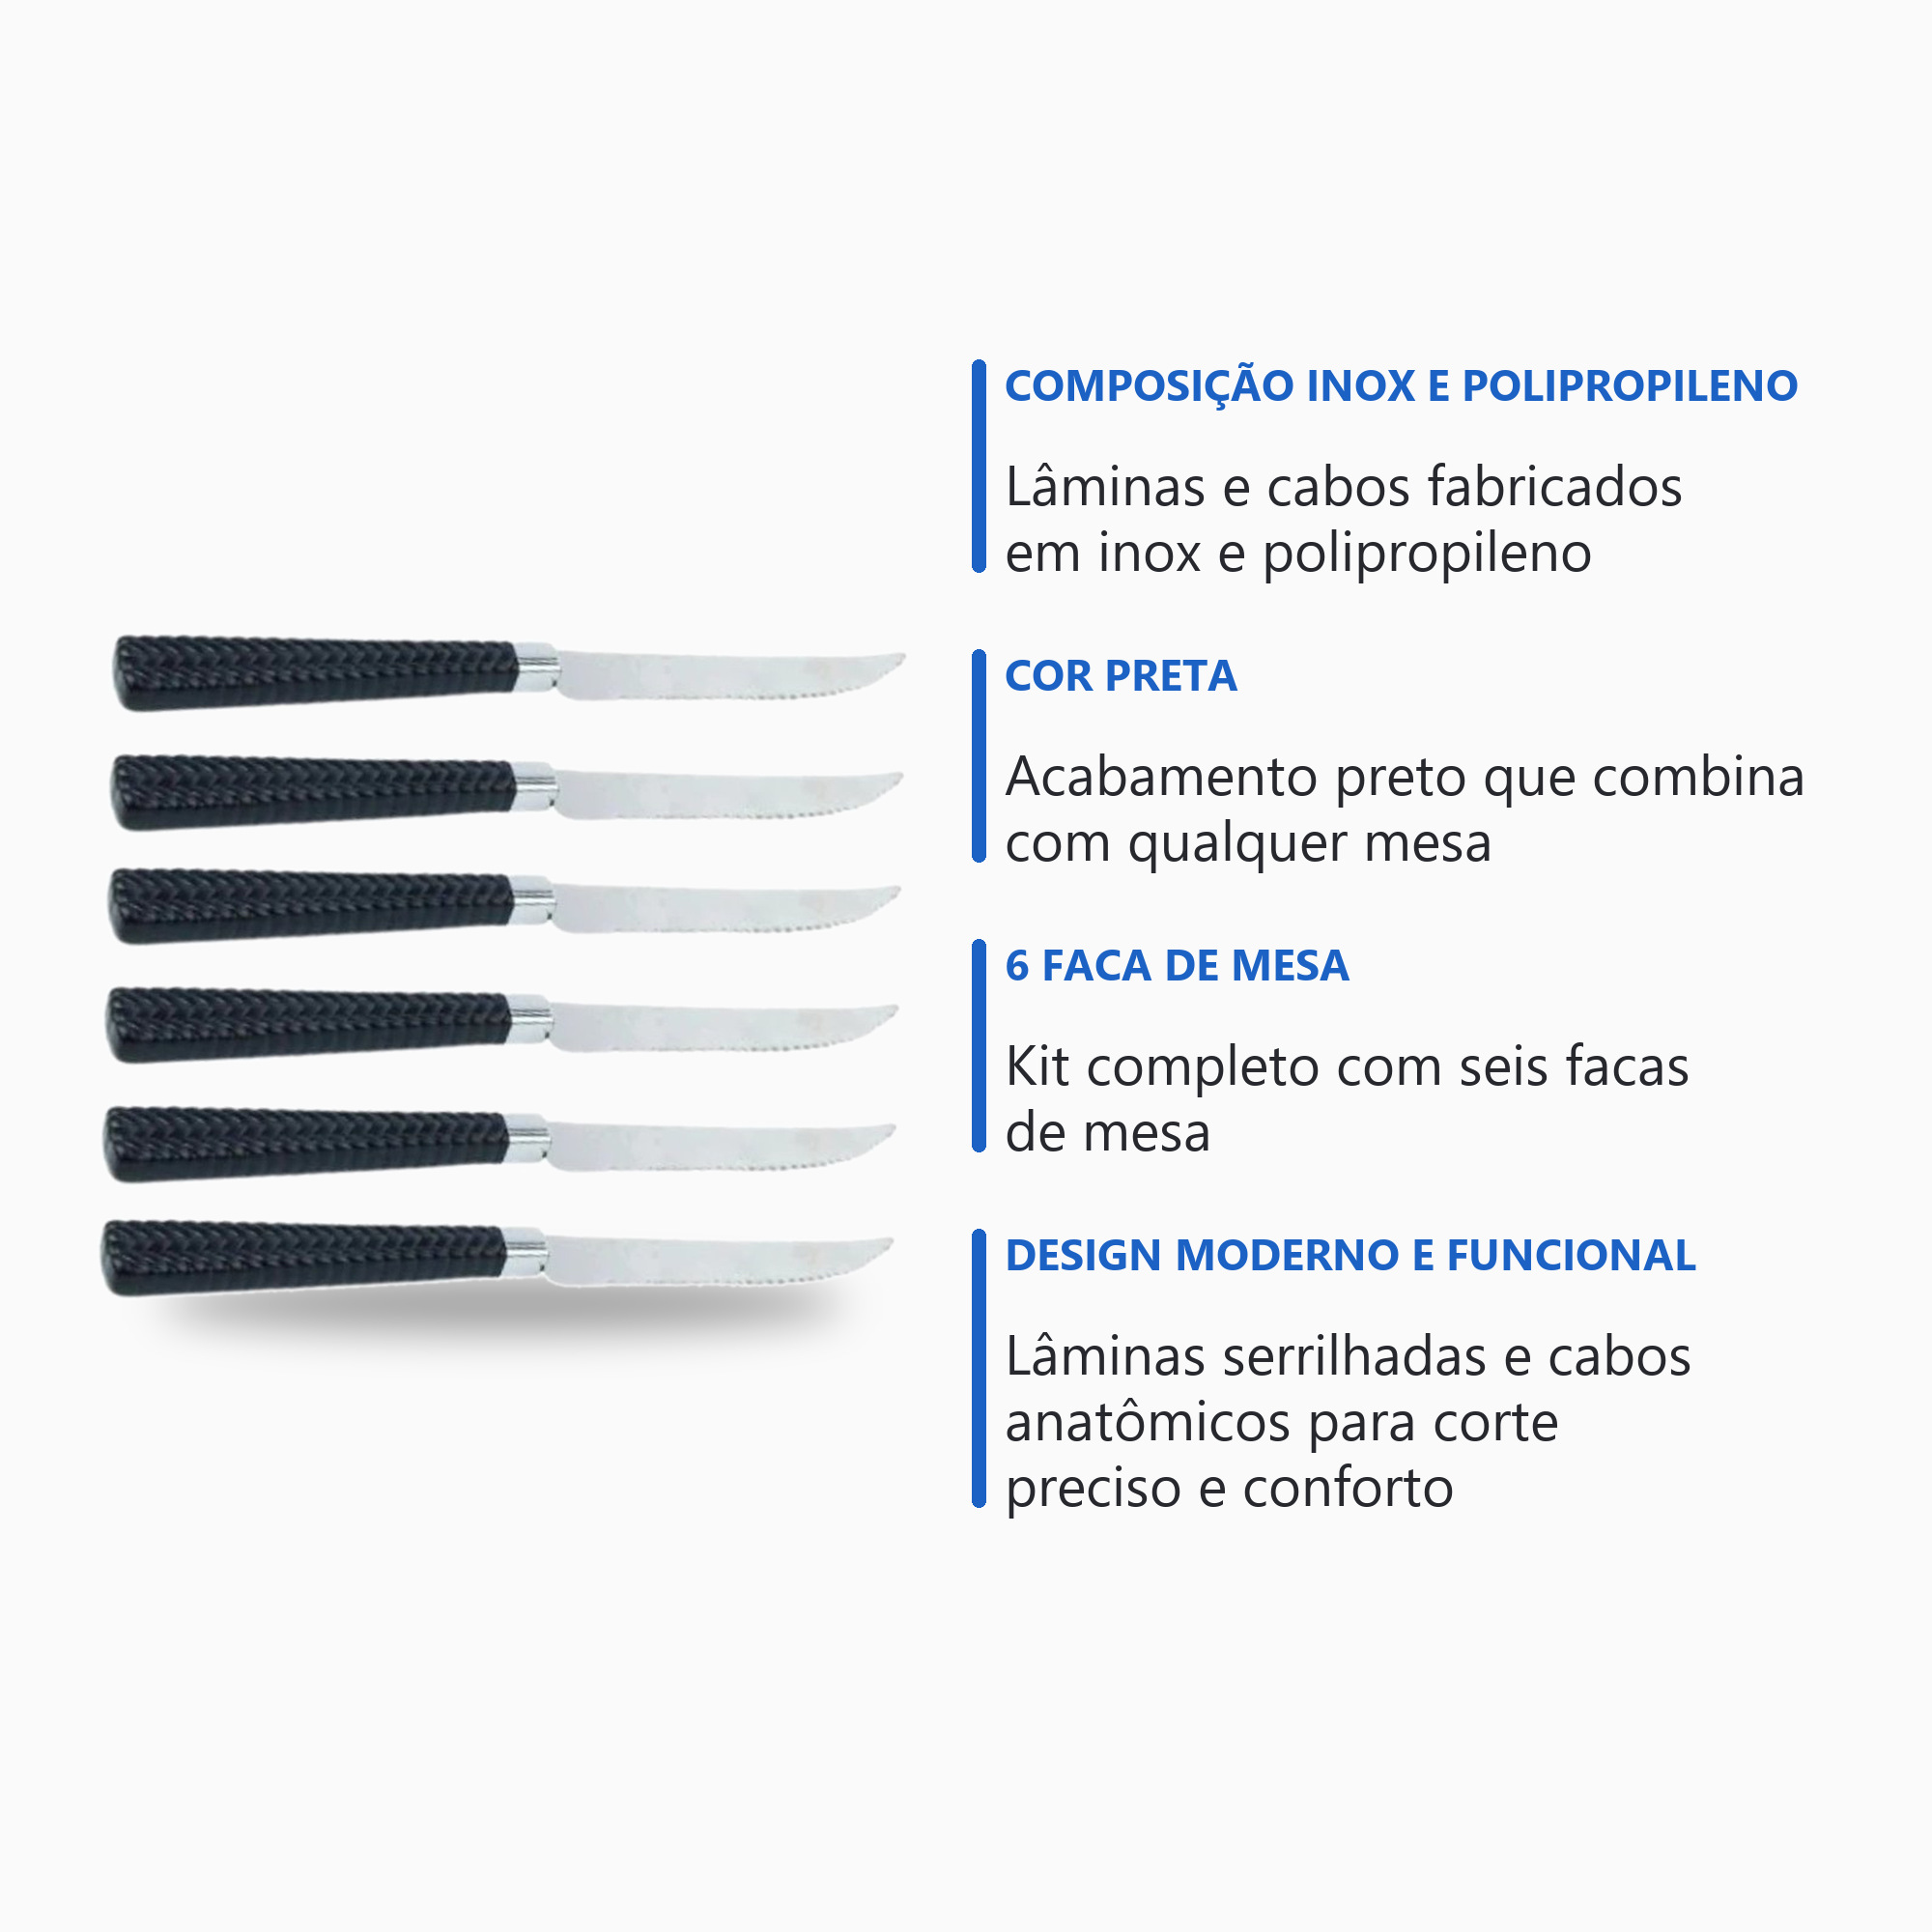 COMPOSIÇÃO INOX E POLIPROPILENO
Lâminas e cabos fabricados
em inox e polipropileno
COR PRETA
Acabamento preto que combina
com qualquer mesa
6 FACA DE MESA
Kit completo com seis facas
de mesa
DESIGN MODERNO E FUNCIONAL
Lâminas serrilhadas e cabos
anatômicos para corte
preciso e conforto